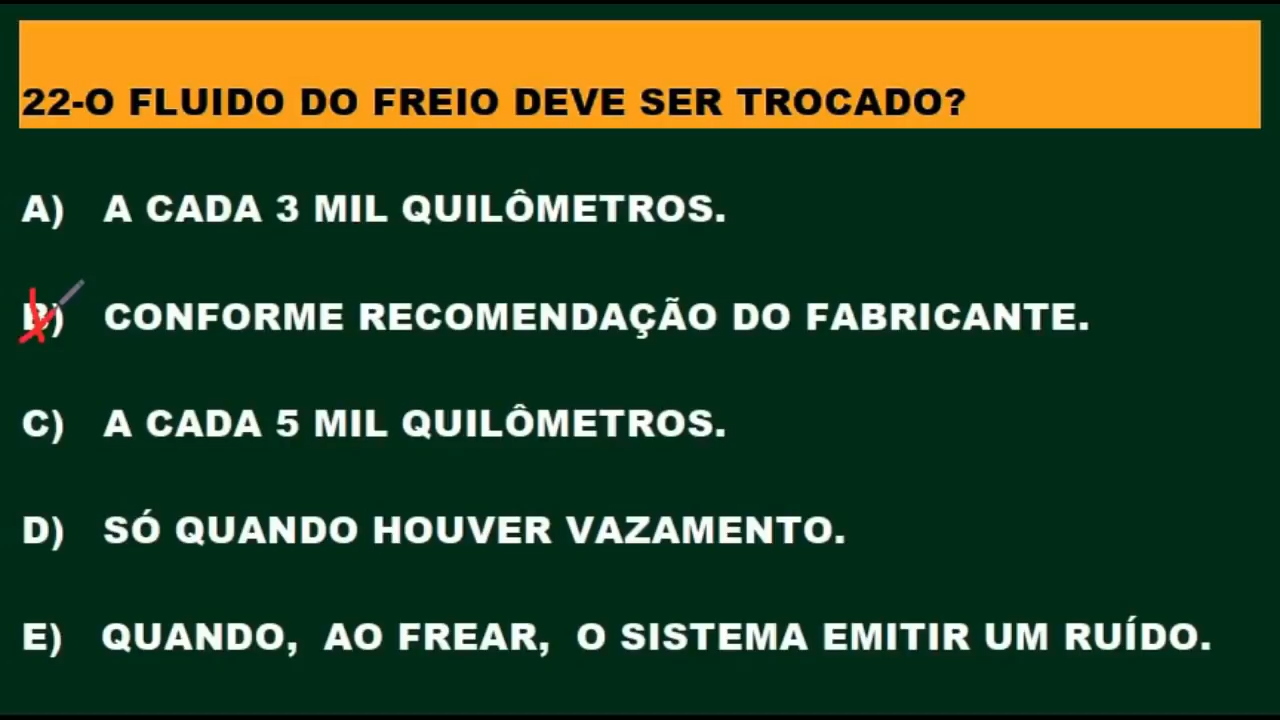 22-O FLUIDO DO FREIO DEVE SER TROCADO?
A) A CADA 3 MIL QUILÔMETROS.
B) CONFORME RECOMENDAÇÃO DO FABRICANTE.
C) A CADA 5 MIL QUILÔMETROS.
D) SÓ QUANDO HOUVER VAZAMENTO.
E) QUANDO, AO FREAR, O SISTEMA EMITIR UM RUÍDO.